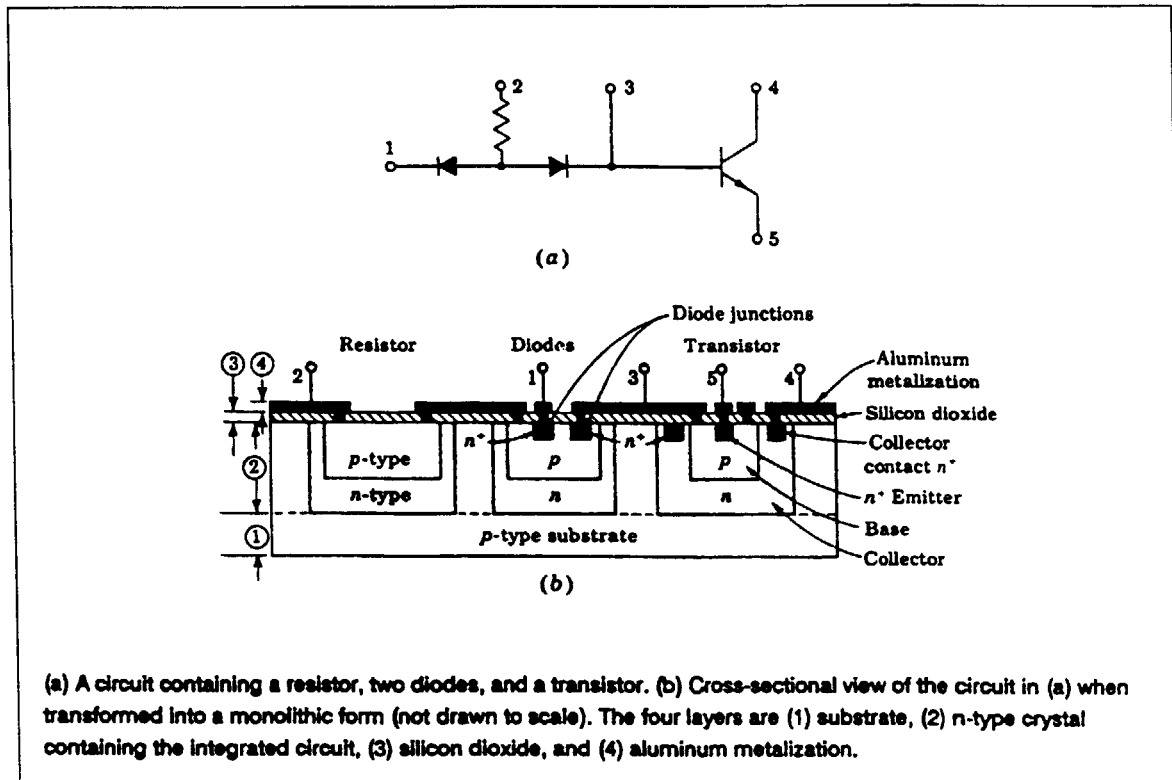 2
3
4
1
5
(a)
Diode junctions
Resistor
Diodes
Transistor
3
4
2
1
3
5
4
Aluminum
metalization
Silicon dioxide
n⁺
n⁺
Collector
contact n⁺
p-type
p
p
2
n-type
n
n
n⁺ Emitter
Base
1
p-type substrate
Collector
(b)
(a) A circuit containing a resistor, two diodes, and a transistor. (b) Cross-sectional view of the circuit in (a) when
transformed into a monolithic form (not drawn to scale). The four layers are (1) substrate, (2) n-type crystal
containing the integrated circuit, (3) silicon dioxide, and (4) aluminum metalization.